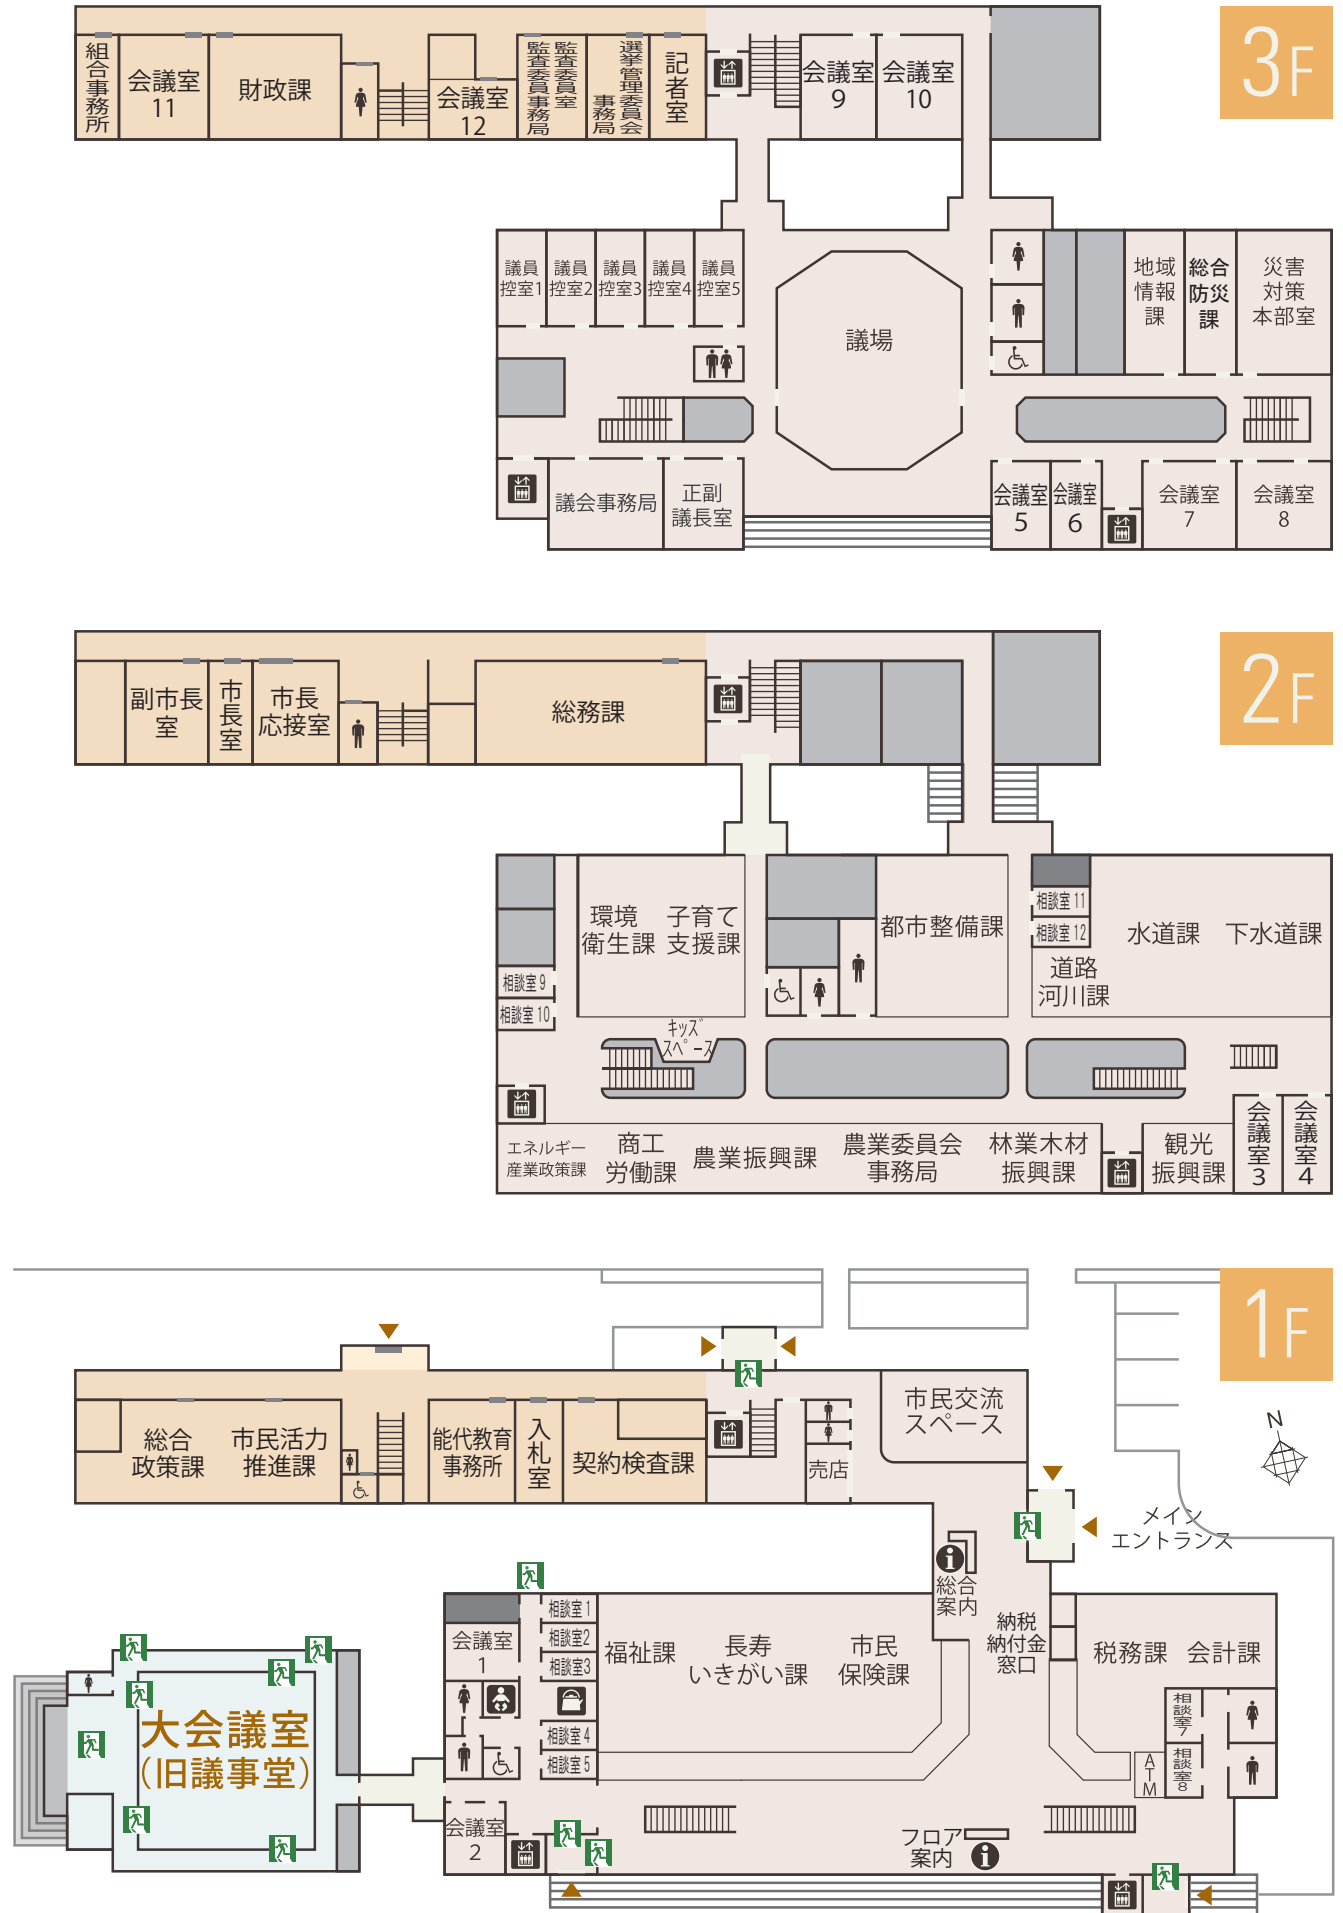 3F
組合事務所
会議室
11
財政課
会議室
12
監査委員室
監査委員事務局
選挙管理委員会
事務局
記者室
会議室
9
会議室
10
議員
控室1
議員
控室2
議員
控室3
議員
控室4
議員
控室5
議場
地域
情報
課
総合
防災
課
災害
対策
本部室
議会事務局
正副
議長室
会議室
5
会議室
6
会議室
7
会議室
8
2F
副市長
室
市長室
市長
応接室
総務課
環境
衛生課
子育て
支援課
都市整備課
相談室 11
相談室 12
水道課
下水道課
道路
河川課
相談室 9
相談室 10
キッズ
スペース
エネルギー
産業政策課
商工
労働課
農業振興課
農業委員会
事務局
林業木材
振興課
観光
振興課
会議室3
会議室4
1F
総合
政策課
市民活力
推進課
能代教育
事務所
入札室
契約検査課
売店
市民交流
スペース
N
メイン
エントランス
総合
案内
納税
納付金
窓口
会議室
1
相談室 1
相談室2
相談室3
相談室 4
相談室 5
福祉課
長寿
いきがい課
市民
保険課
税務課
会計課
相談室7
相談室8
ATM
大会議室
(旧議事堂)
会議室
2
フロア
案内